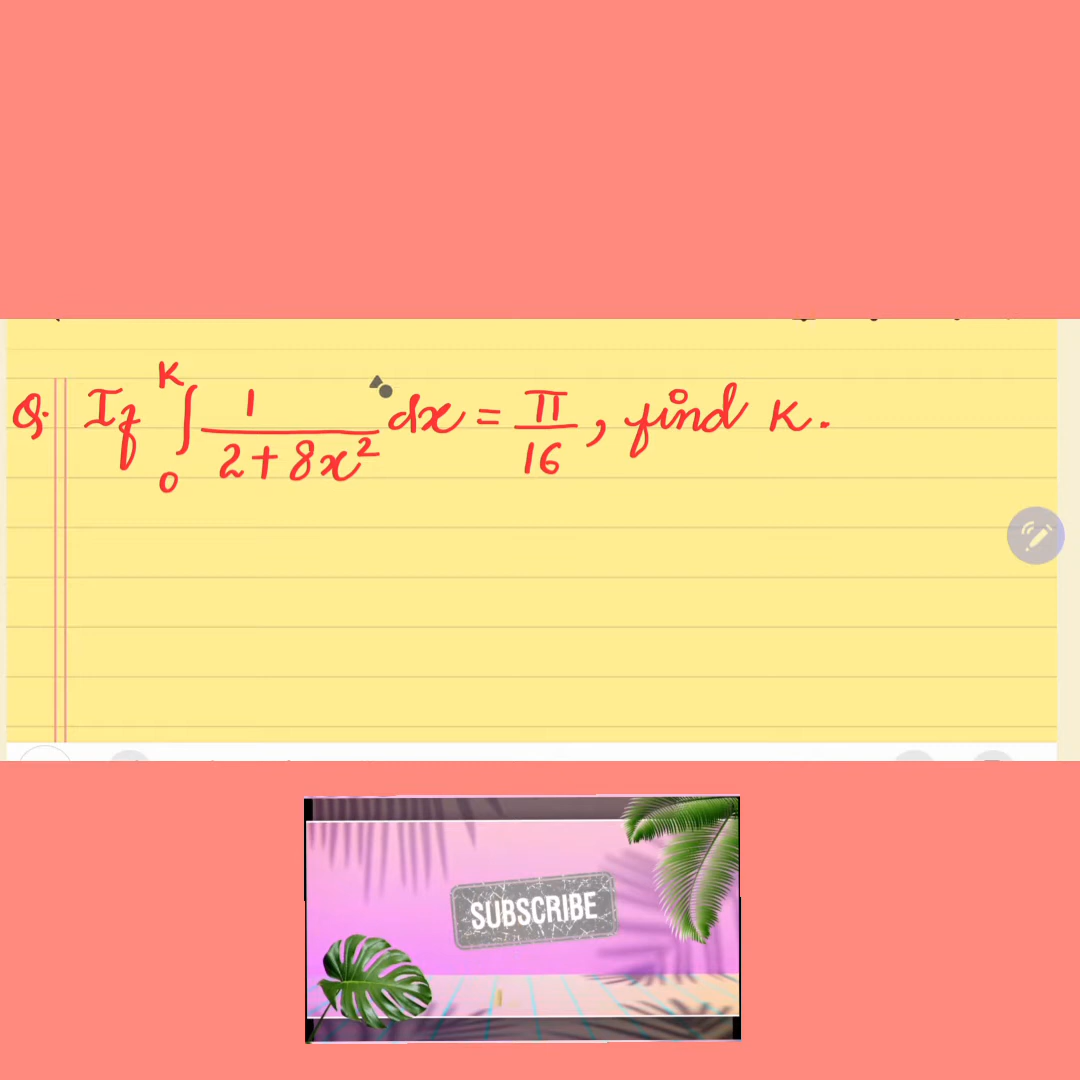 Q. If ∫₀ᴷ 1/(2+8x²) dx = π/16, find K.
SUBSCRIBE